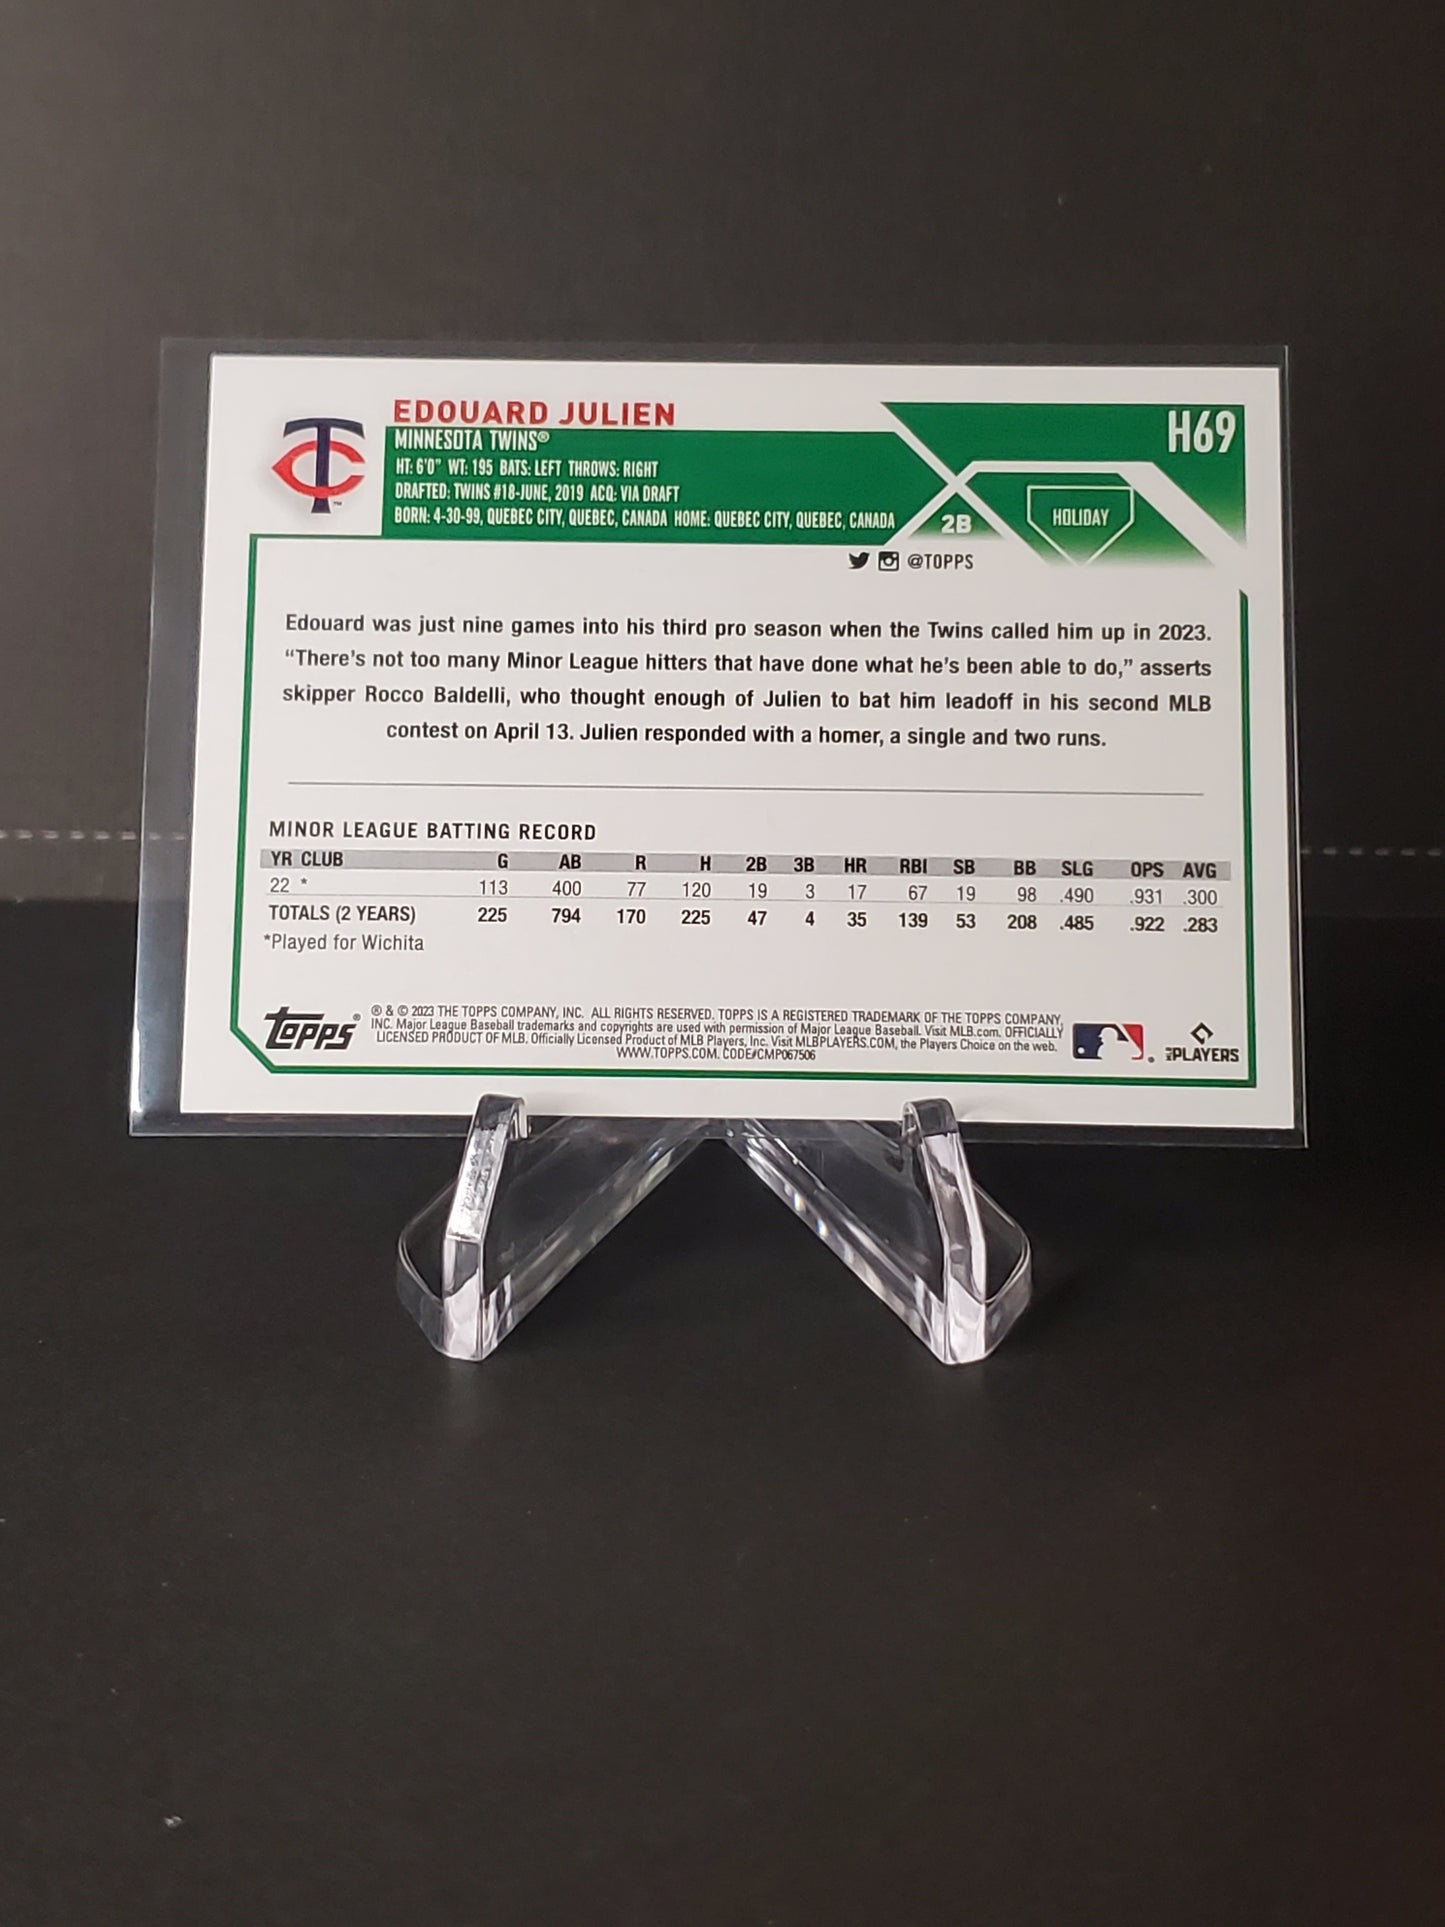 EDOUARD JULIEN
H69
MINNESOTA TWINS®
HT: 6'0" WT: 195 BATS: LEFT THROWS: RIGHT
DRAFTED: TWINS #18-JUNE, 2019 ACQ: VIA DRAFT
BORN: 4-30-99, QUEBEC CITY, QUEBEC, CANADA HOME: QUEBEC CITY, QUEBEC, CANADA
2B
HOLIDAY
TC™
@TOPPS
Edouard was just nine games into his third pro season when the Twins called him up in 2023.
“There’s not too many Minor League hitters that have done what he’s been able to do,” asserts
skipper Rocco Baldelli, who thought enough of Julien to bat him leadoff in his second MLB
contest on April 13. Julien responded with a homer, a single and two runs.
MINOR LEAGUE BATTING RECORD
YR CLUB G AB R H 2B 3B HR RBI SB BB SLG OPS AVG
22 * 113 400 77 120 19 3 17 67 19 98 .490 .931 .300
TOTALS (2 YEARS) 225 794 170 225 47 4 35 139 53 208 .485 .922 .283
*Played for Wichita
topps®
® & © 2023 THE TOPPS COMPANY, INC. ALL RIGHTS RESERVED. TOPPS IS A REGISTERED TRADEMARK OF THE TOPPS COMPANY,
INC. Major League Baseball trademarks and copyrights are used with permission of Major League Baseball. Visit MLB.com. OFFICIALLY
LICENSED PRODUCT OF MLB. Officially Licensed Product of MLB Players, Inc. Visit MLBPLAYERS.COM, the Players Choice on the web.
WWW.TOPPS.COM. CODE#CMP067506
MLB PLAYERS